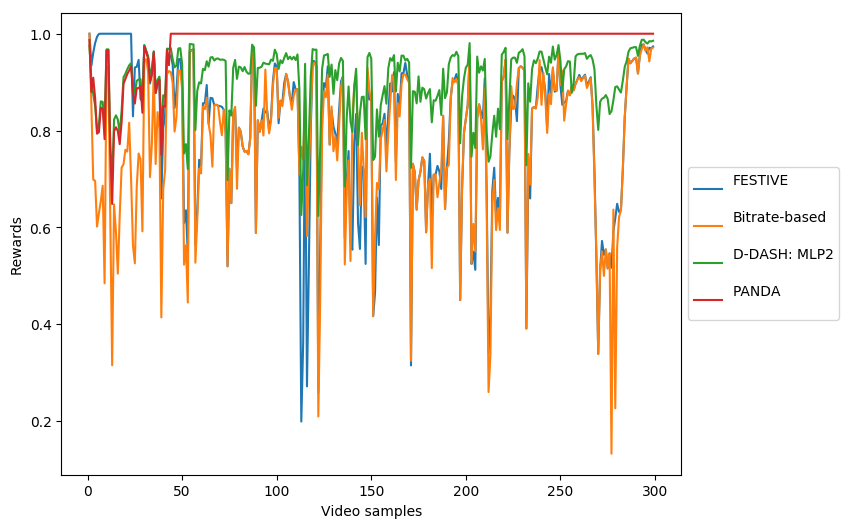 1.0
0.8
0.6
0.4
0.2
Rewards
0
50
100
150
200
250
300
Video samples
FESTIVE
Bitrate-based
D-DASH: MLP2
PANDA